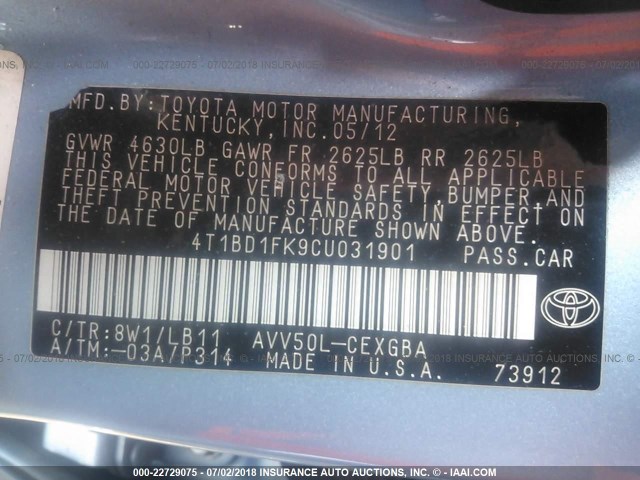 MFD.BY:TOYOTA MOTOR MANUFACTURING,
KENTUCKY,INC.05/12
GVWR 4630LB GAWR FR 2625LB RR 2625LB
THIS VEHICLE CONFORMS TO ALL APPLICABLE
FEDERAL MOTOR VEHICLE SAFETY,BUMPER,AND
THEFT PREVENTION STANDARDS IN EFFECT ON
THE DATE OF MANUFACTURE SHOWN ABOVE.
4T1BD1FK9CU031901 PASS.CAR
C/TR:8W1/LB11 AVV50L-CEXGBA
A/TM:-03A/P314 MADE IN U.S.A. 73912
000-22729075 - 07/02/2018 INSURANCE AUTO AUCTIONS, INC. - © IAAI.COM